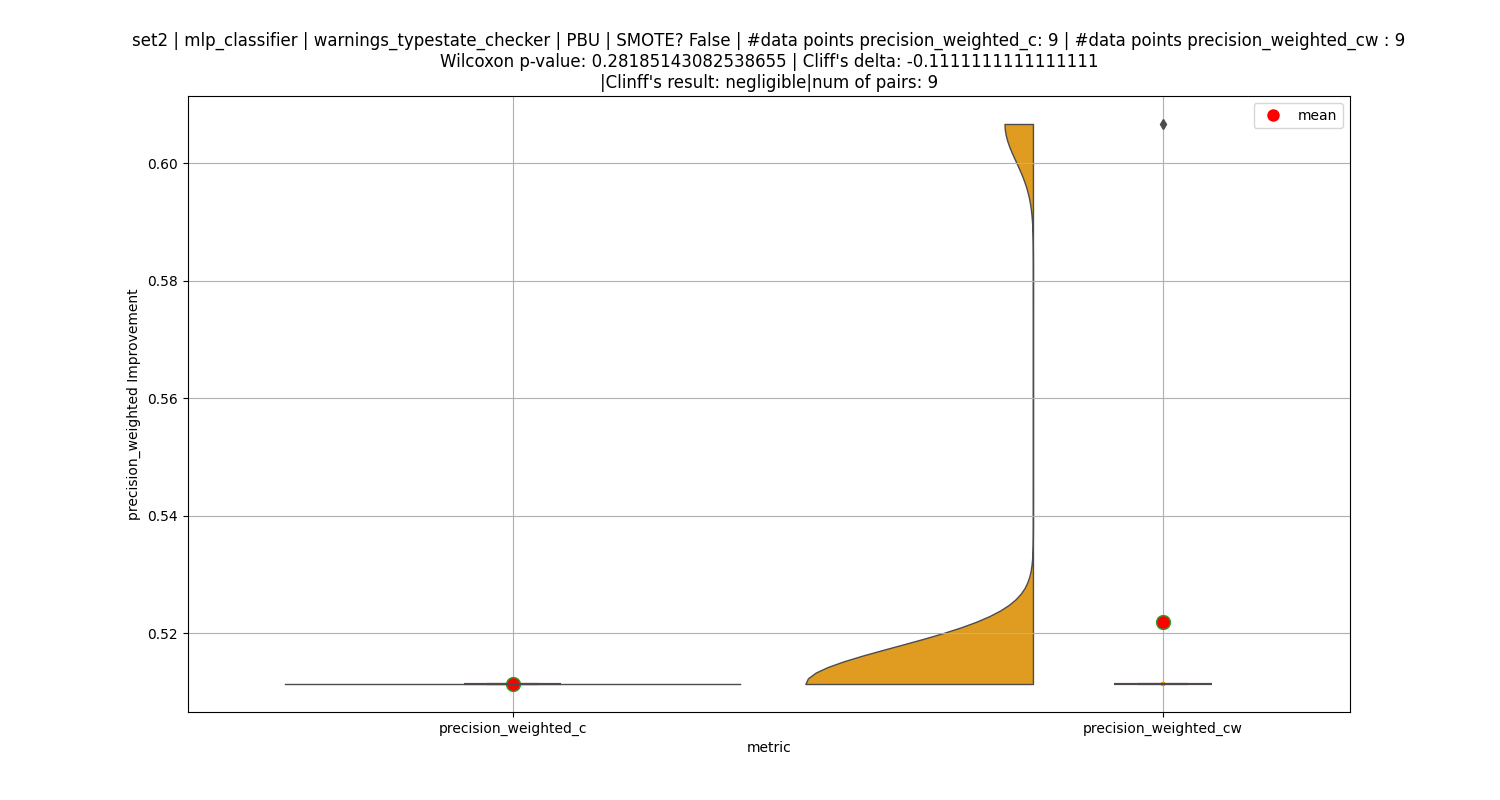 set2 | mlp_classifier | warnings_typestate_checker | PBU | SMOTE? False | #data points precision_weighted_c: 9 | #data points precision_weighted_cw : 9
Wilcoxon p-value: 0.28185143082538655 | Cliff's delta: -0.1111111111111111
|Clinff's result: negligible|num of pairs: 9
mean
0.60
0.58
0.56
0.54
0.52
precision_weighted Improvement
precision_weighted_c
precision_weighted_cw
metric